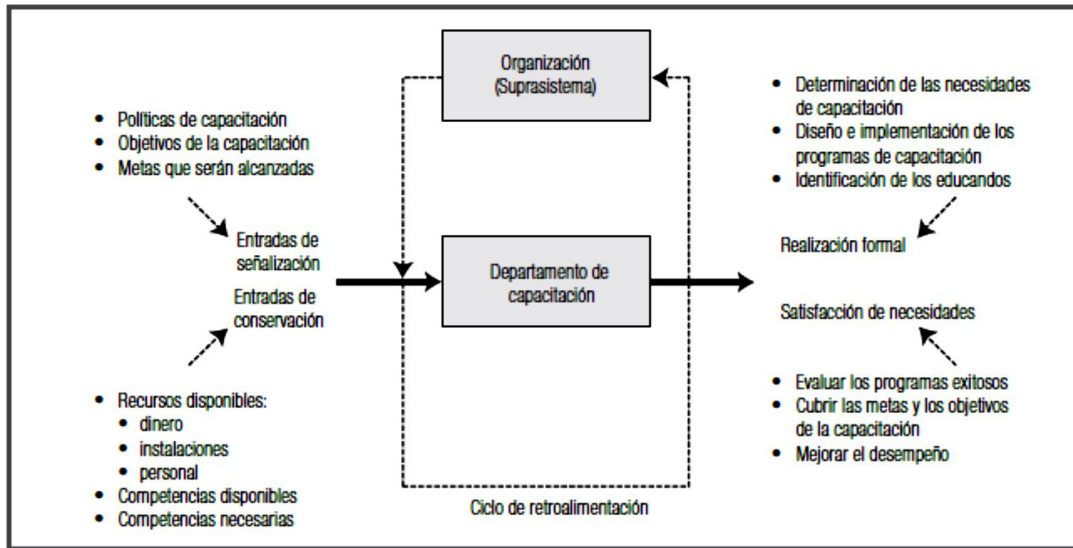 Organización
(Suprasistema)
• Políticas de capacitación
• Objetivos de la capacitación
• Metas que serán alcanzadas
Entradas de
señalización
Entradas de
conservación
• Recursos disponibles:
• dinero
• instalaciones
• personal
• Competencias disponibles
• Competencias necesarias
Departamento de
capacitación
Ciclo de retroalimentación
• Determinación de las necesidades
de capacitación
• Diseño e implementación de los
programas de capacitación
• Identificación de los educandos
Realización formal
Satisfacción de necesidades
• Evaluar los programas exitosos
• Cubrir las metas y los objetivos
de la capacitación
• Mejorar el desempeño